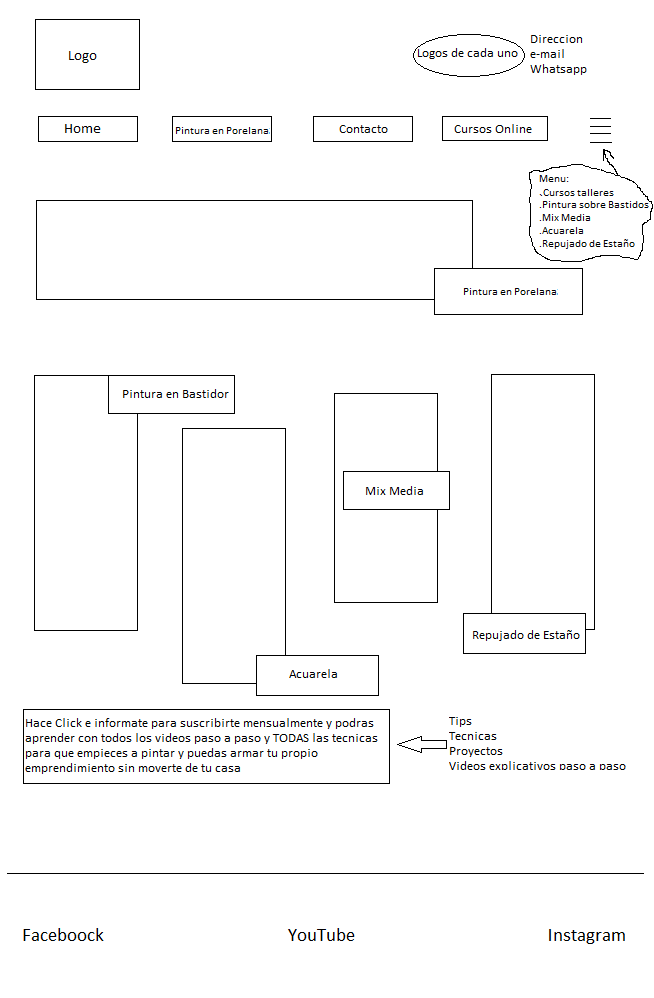 Logo
Logos de cada uno
Direccion
e-mail
Whatsapp
Home
Pintura en Porelana
Contacto
Cursos Online
Menu:
.Cursos talleres
.Pintura sobre Bastidos
.Mix Media
.Acuarela
.Repujado de Estaño
Pintura en Porelana
Pintura en Bastidor
Mix Media
Repujado de Estaño
Acuarela
Hace Click e informate para suscribirte mensualmente y podras
aprender con todos los videos paso a paso y TODAS las tecnicas
para que empieces a pintar y puedas armar tu propio
emprendimiento sin moverte de tu casa
Tips
Tecnicas
Proyectos
Videos explicativos paso a paso
Faceboock
YouTube
Instagram